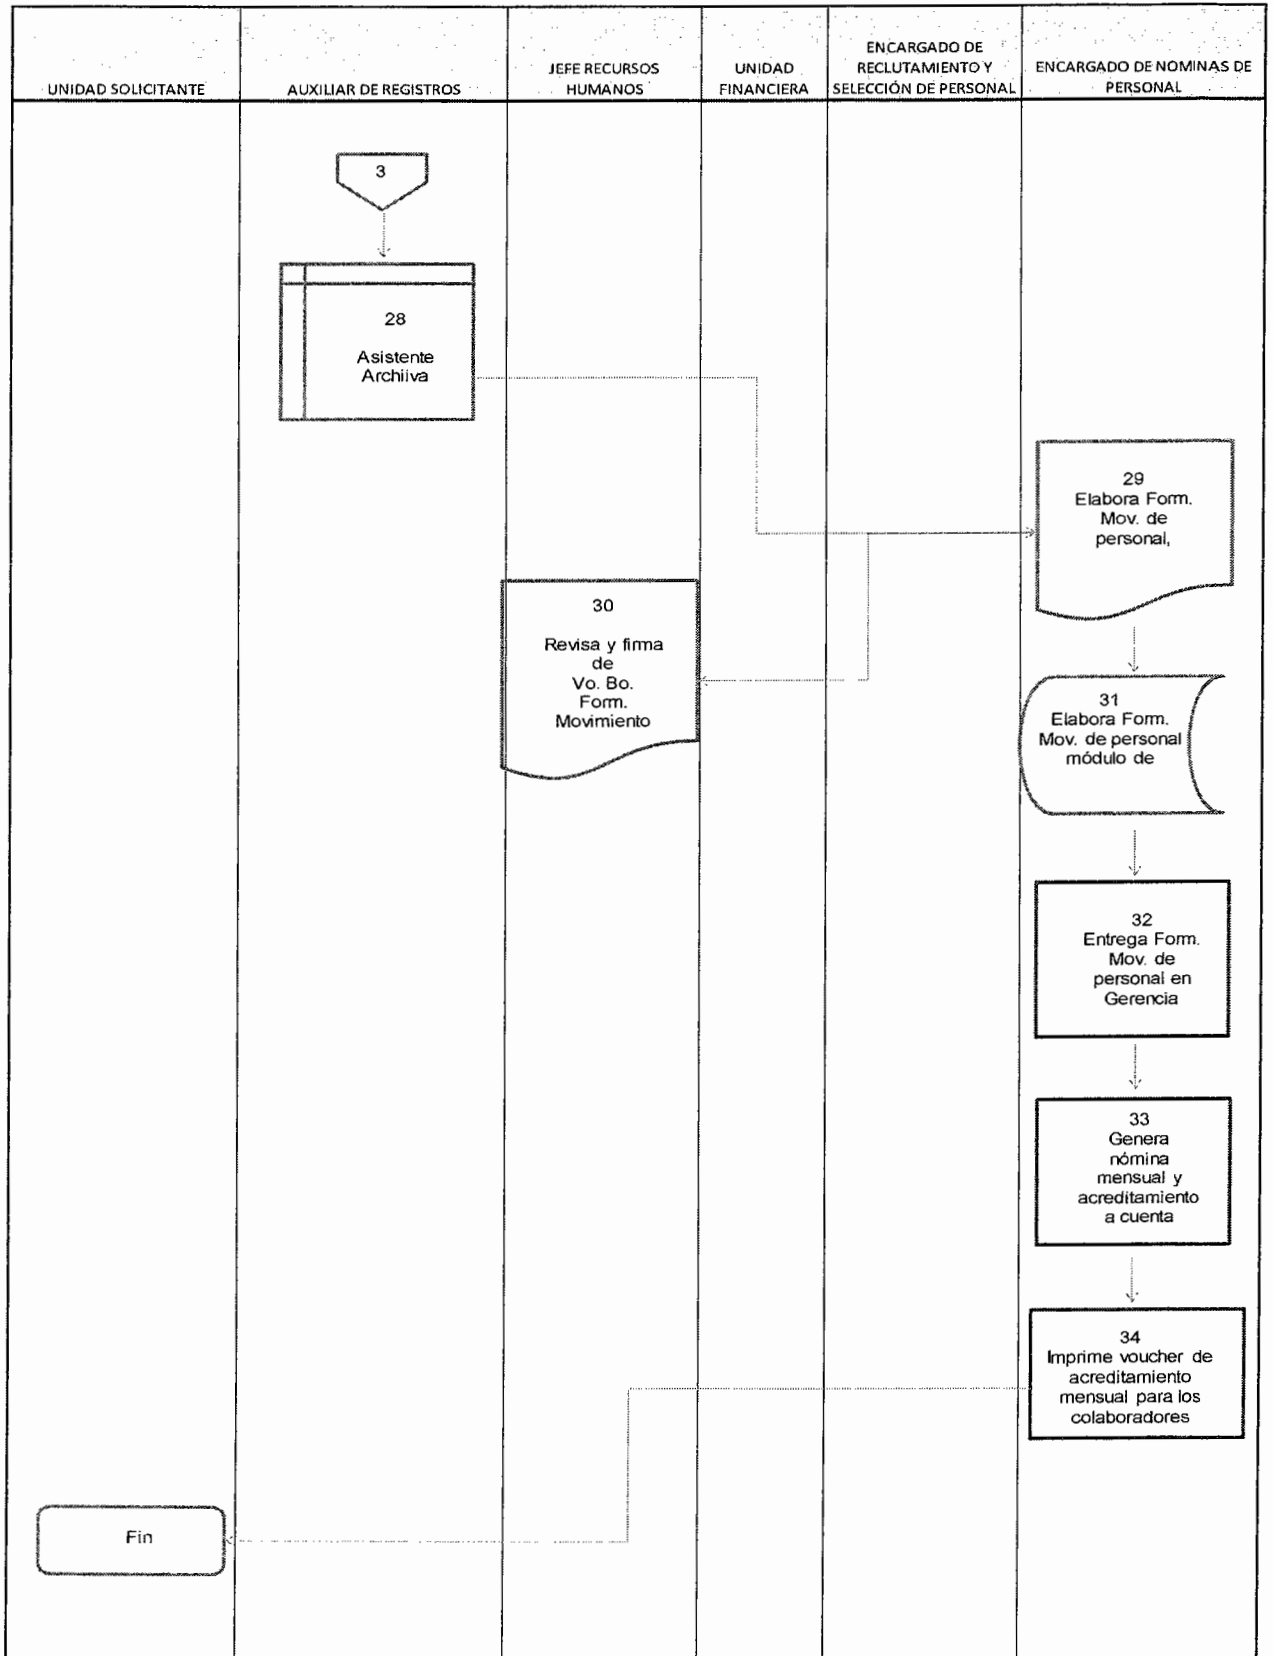 UNIDAD SOLICITANTE
AUXILIAR DE REGISTROS
JEFE RECURSOS
HUMANOS
UNIDAD
FINANCIERA
ENCARGADO DE
RECLUTAMIENTO Y
SELECCIÓN DE PERSONAL
ENCARGADO DE NOMINAS DE
PERSONAL
3
28
Asistente
Archiiva
29
Elabora Form.
Mov. de
personal,
30
Revisa y firma
de
Vo. Bo.
Form.
Movimiento
31
Elabora Form.
Mov. de personal
módulo de
32
Entrega Form.
Mov. de
personal en
Gerencia
33
Genera
nómina
mensual y
acreditamiento
a cuenta
34
Imprime voucher de
acreditamiento
mensual para los
colaboradores
Fin